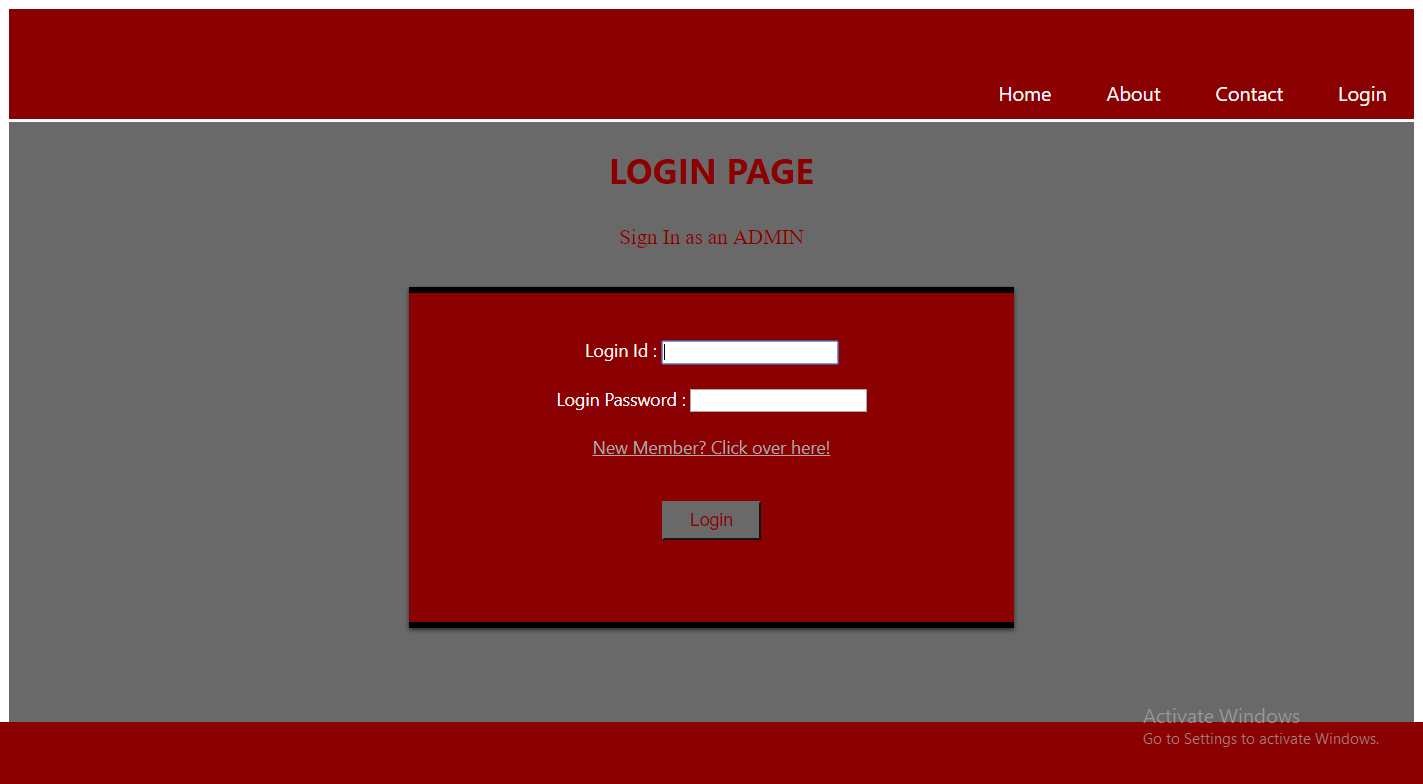 Home About Contact Login
LOGIN PAGE
Sign In as an ADMIN
Login Id :
Login Password :
New Member? Click over here!
Login
Activate Windows
Go to Settings to activate Windows.